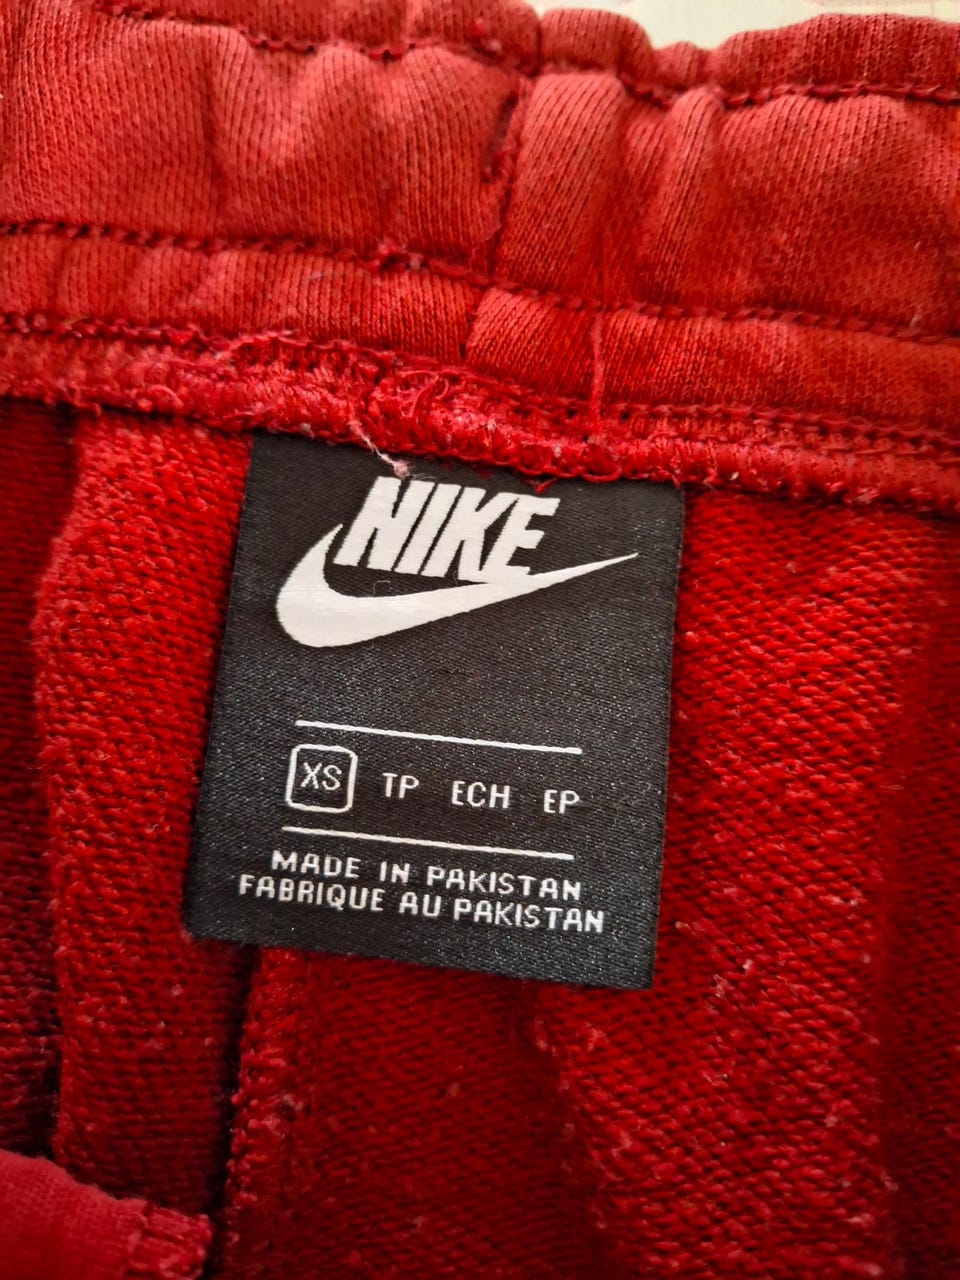 NIKE
XS TP ECH EP
MADE IN PAKISTAN
FABRIQUE AU PAKISTAN